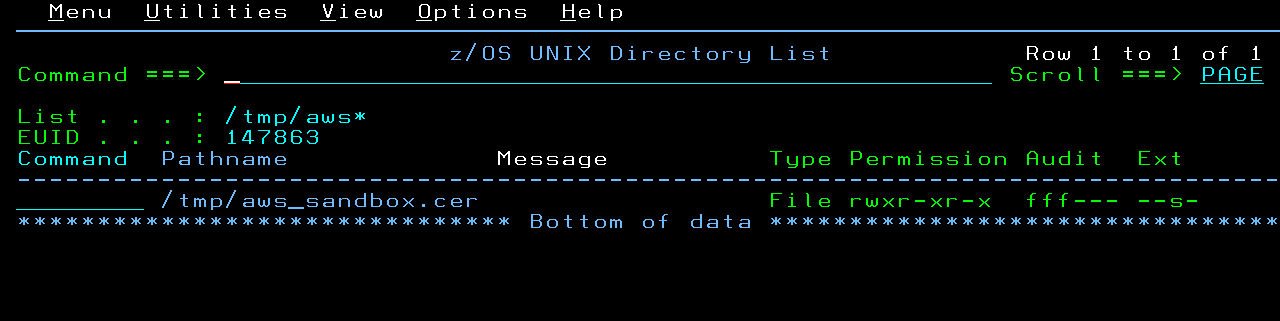 Menu Utilities View Options Help
z/OS UNIX Directory List Row 1 to 1 of 1
Command ===> _ Scroll ===> PAGE
List . . . : /tmp/aws*
EUID . . . : 147863
Command Pathname Message Type Permission Audit Ext
--------------------------------------------------------------------------------
________ /tmp/aws_sandbox.cer File rwxr-xr-x fff--- --s-
******************************* Bottom of data ********************************